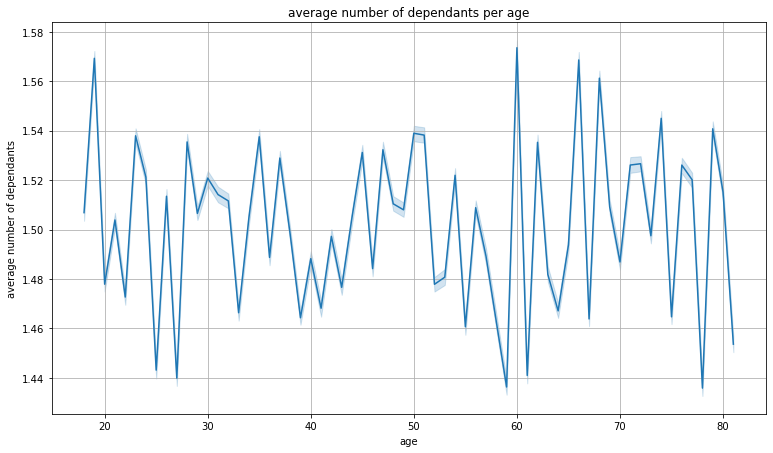 average number of dependants per age
average number of dependants
1.58
1.56
1.54
1.52
1.50
1.48
1.46
1.44
20 30 40 50 60 70 80
age